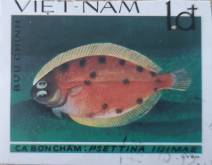 VIỆT-NAM
1đ
BƯU CHÍNH
CÁ BƠN CHẤM: PSETTINA IIJIMAE